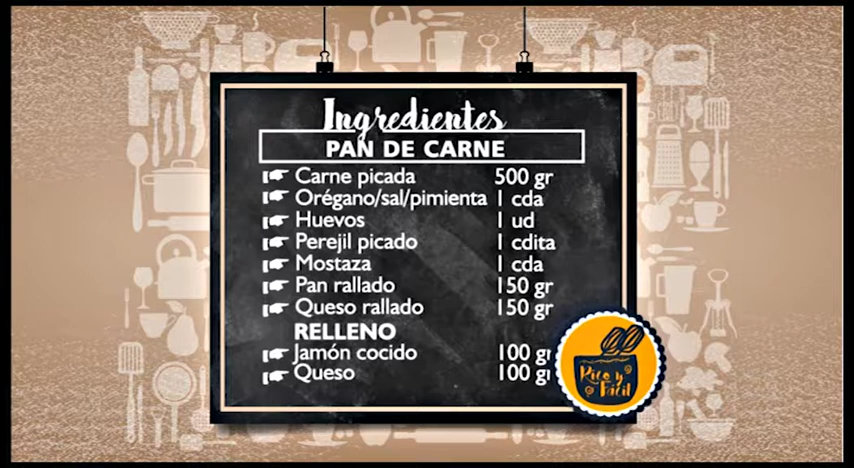 Ingredientes
PAN DE CARNE
Carne picada 500 gr
Orégano/sal/pimienta 1 cda
Huevos 1 ud
Perejil picado 1 cdita
Mostaza 1 cda
Pan rallado 150 gr
Queso rallado 150 gr
RELLENO
Jamón cocido 100 gr
Queso 100 gr
Rico y
Fácil